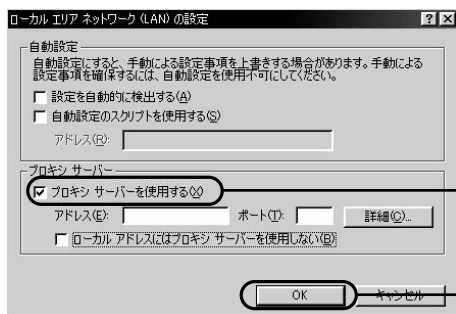 ローカル エリア ネットワーク (LAN) の設定
自動設定
自動設定にすると、手動による設定事項を上書きする場合があります。手動による
設定事項を確保するには、自動設定を使用不可にしてください。
設定を自動的に検出する(A)
自動設定のスクリプトを使用する(S)
アドレス(R):
プロキシ サーバー
プロキシ サーバーを使用する(X)
アドレス(E): ポート(T): 詳細(C)...
ローカル アドレスにはプロキシ サーバーを使用しない(B)
OK キャンセル